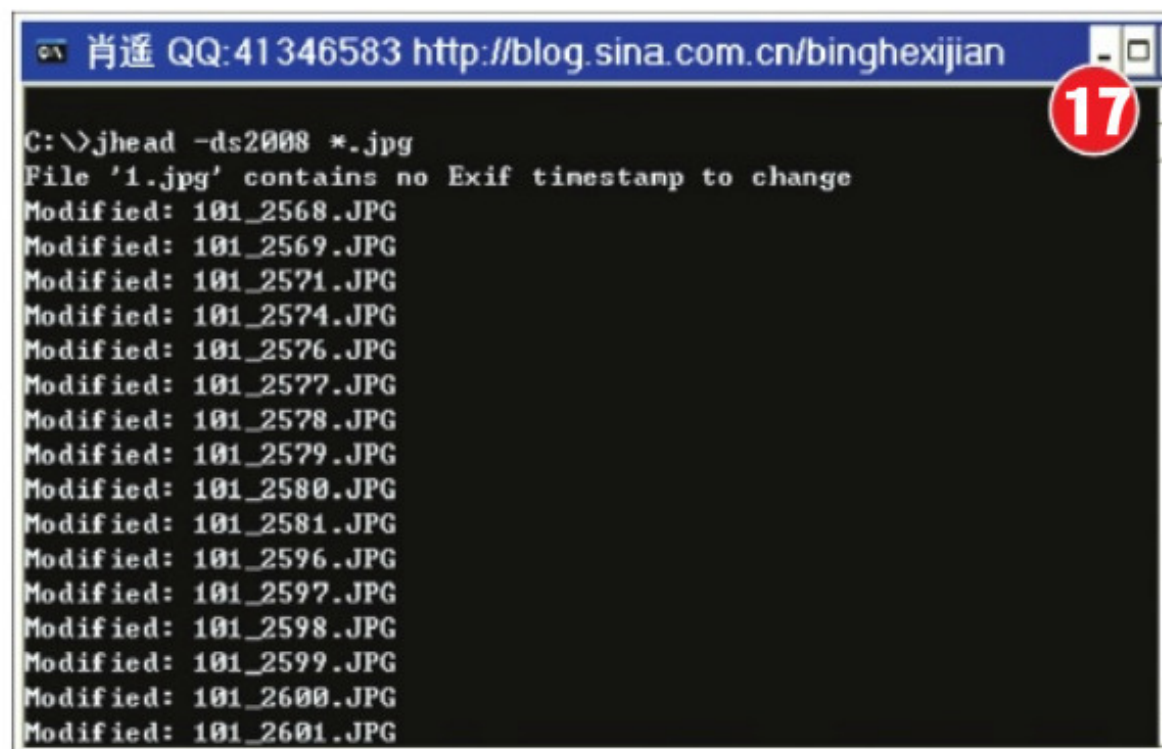 肖遥 QQ:41346583 http://blog.sina.com.cn/binghexijian
17
C:\>jhead -ds2008 *.jpg
File '1.jpg' contains no Exif timestamp to change
Modified: 101_2568.JPG
Modified: 101_2569.JPG
Modified: 101_2571.JPG
Modified: 101_2574.JPG
Modified: 101_2576.JPG
Modified: 101_2577.JPG
Modified: 101_2578.JPG
Modified: 101_2579.JPG
Modified: 101_2580.JPG
Modified: 101_2581.JPG
Modified: 101_2596.JPG
Modified: 101_2597.JPG
Modified: 101_2598.JPG
Modified: 101_2599.JPG
Modified: 101_2600.JPG
Modified: 101_2601.JPG